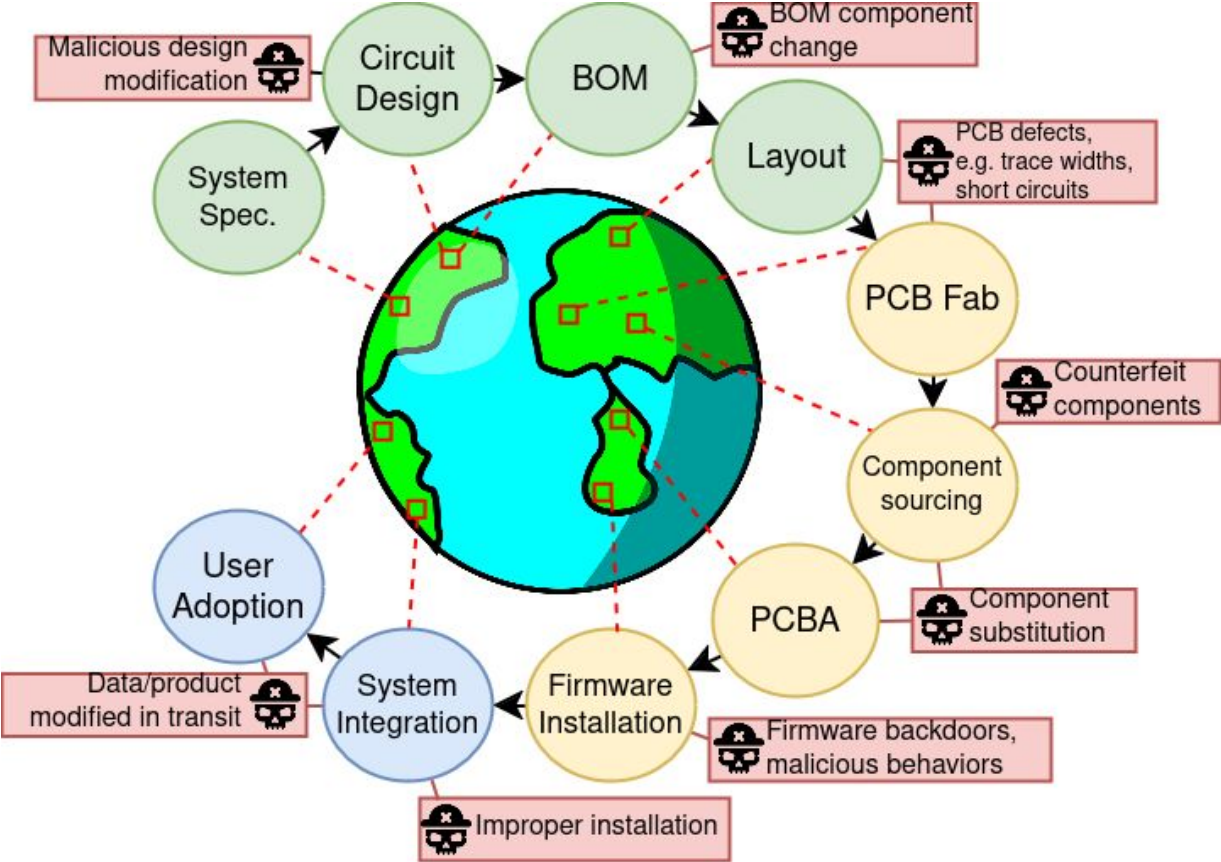 Malicious design
modification
Circuit
Design
BOM
BOM component
change
System
Spec.
Layout
PCB defects,
e.g. trace widths,
short circuits
PCB Fab
Counterfeit
components
Component
sourcing
User
Adoption
PCBA
Component
substitution
Data/product
modified in transit
System
Integration
Firmware
Installation
Firmware backdoors,
malicious behaviors
Improper installation